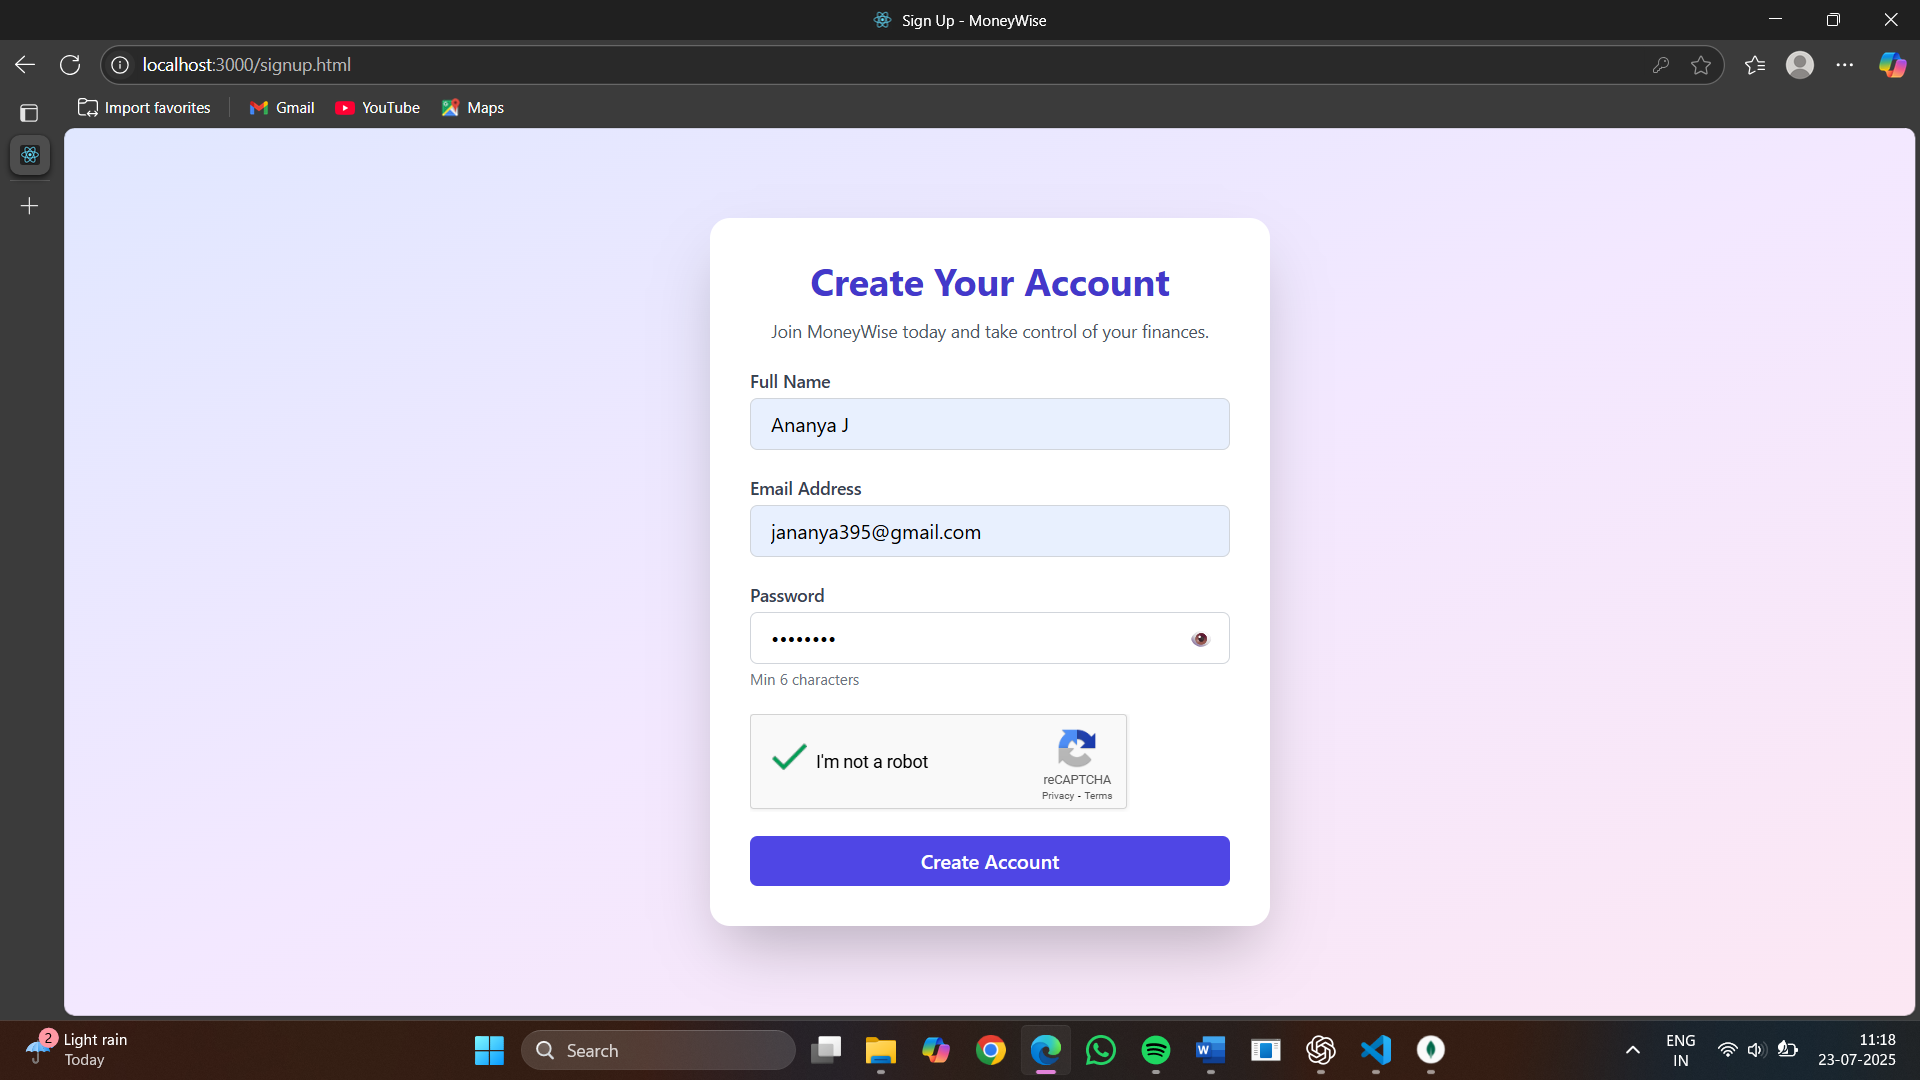 Sign Up - MoneyWise
localhost:3000/signup.html
Import favorites
Gmail
YouTube
Maps
Create Your Account
Join MoneyWise today and take control of your finances.
Full Name
Ananya J
Email Address
jananya395@gmail.com
Password
••••••••
Min 6 characters
I'm not a robot
reCAPTCHA
Privacy - Terms
Create Account
2
Light rain
Today
Search
W
ENG
IN
11:18
23-07-2025